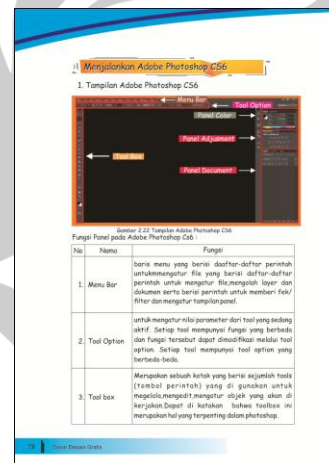 Menjalankan Adobe Photoshop CS6
1. Tampilan Adobe Photoshop CS6
Menu Bar
Tool Option
Panel Color
Panel Adjusment
Tool Box
Panel Document
Gambar 2.22 Tampilan Adobe Photoshop CS6
Fungsi Panel pada Adobe Photoshop Cs6 :
No Nama Fungsi
1. Menu Bar
baris menu yang berisi daaftar-daftar perintah
untukmmengatur file yang berisi daftar-daftar
perintah untuk mengatur file,mengolah layer dan
dokumen serta berisi perintah untuk memberi fek/
filter dan mengatur tampilan panel.
2. Tool Option
untuk mengatur nilai parameter dari tool yang sedang
aktif. Setiap tool mempunyai fungsi yang berbeda
dan fungsi tersebut dapat dimodifikasi melalui tool
option. Setiap tool mempunyai tool option yang
berbeda-beda.
3. Tool box
Merupakan sebuah kotak yang berisi sejumlah tools
(tombol perintah) yang di gunakan untuk
megelola,mengedit,mengatur objek yang akan di
kerjakan.Dapat di katakan bahwa toolbox ini
merupakan hal yang terpenting dalam photoshop.
Dasar Desain Grafis